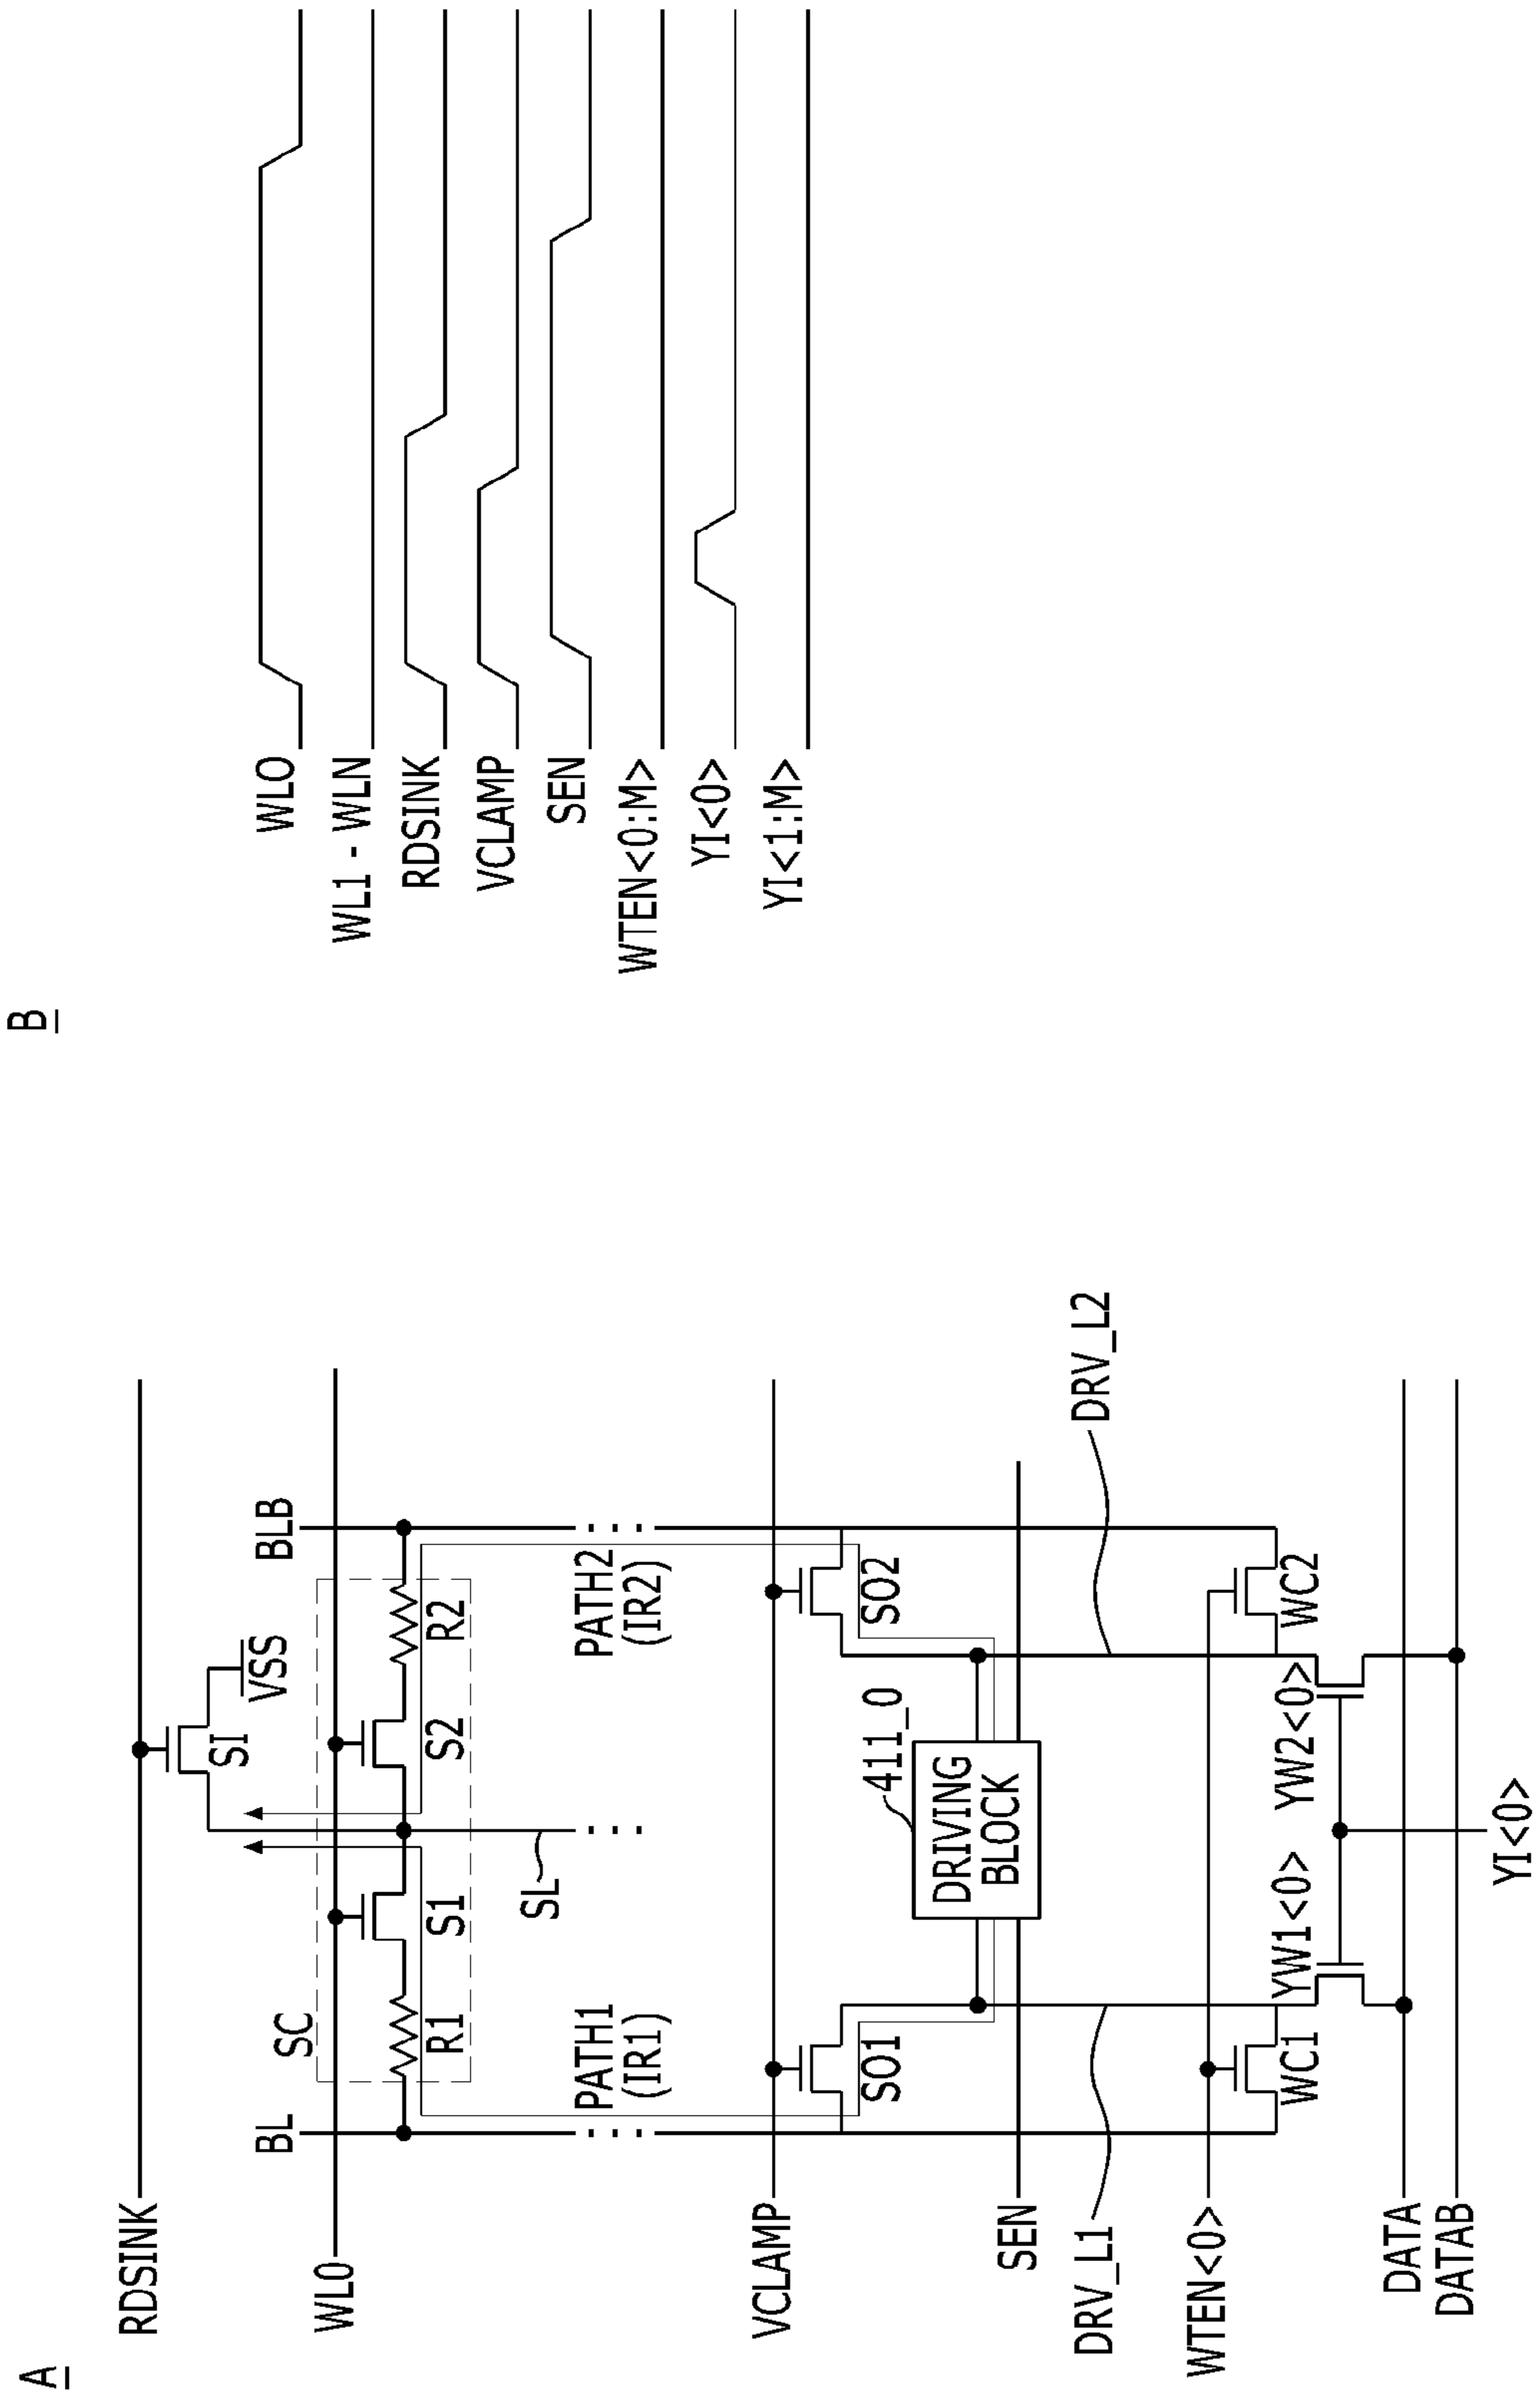 A
RDSINK
SI
VSS
BL
SC
BLB
WL0
R1
S1
S2
R2
SL
PATH1
(IR1)
PATH2
(IR2)
VCLAMP
SO1
SO2
411_0
DRIVING
BLOCK
SEN
DRV_L1
DRV_L2
WTEN<0>
WC1
YW1<0>
YW2<0>
WC2
DATA
DATAB
YI<0>
B
WL0
WL1 - WLN
RDSINK
VCLAMP
SEN
WTEN<0:M>
YI<0>
YI<1:M>